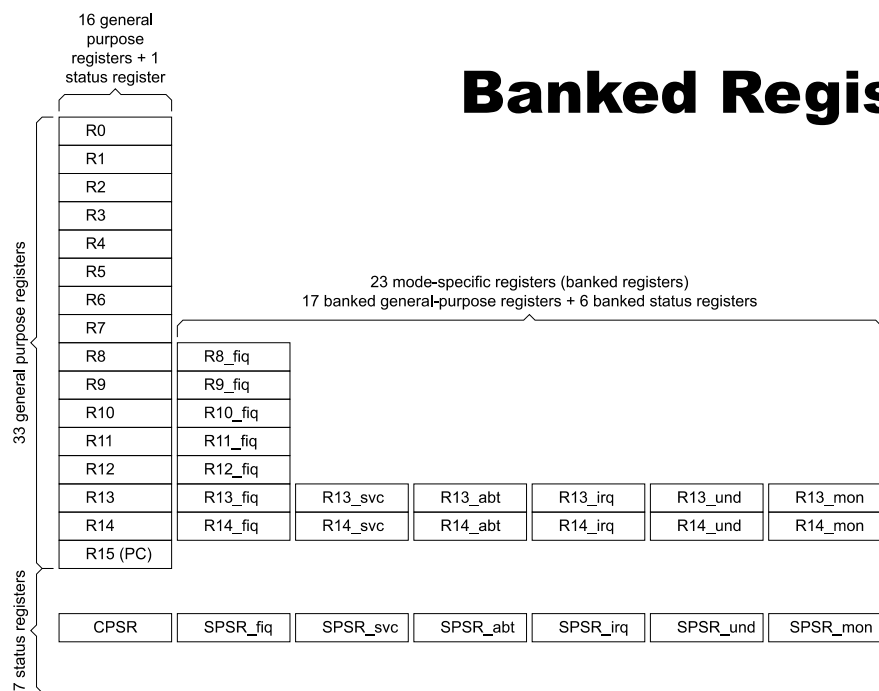 16 general
purpose
registers + 1
status register
Banked Regis
33 general purpose registers
7 status registers
23 mode-specific registers (banked registers)
17 banked general-purpose registers + 6 banked status registers
R0
R1
R2
R3
R4
R5
R6
R7
R8 R8_fiq
R9 R9_fiq
R10 R10_fiq
R11 R11_fiq
R12 R12_fiq
R13 R13_fiq R13_svc R13_abt R13_irq R13_und R13_mon
R14 R14_fiq R14_svc R14_abt R14_irq R14_und R14_mon
R15 (PC)
CPSR SPSR_fiq SPSR_svc SPSR_abt SPSR_irq SPSR_und SPSR_mon